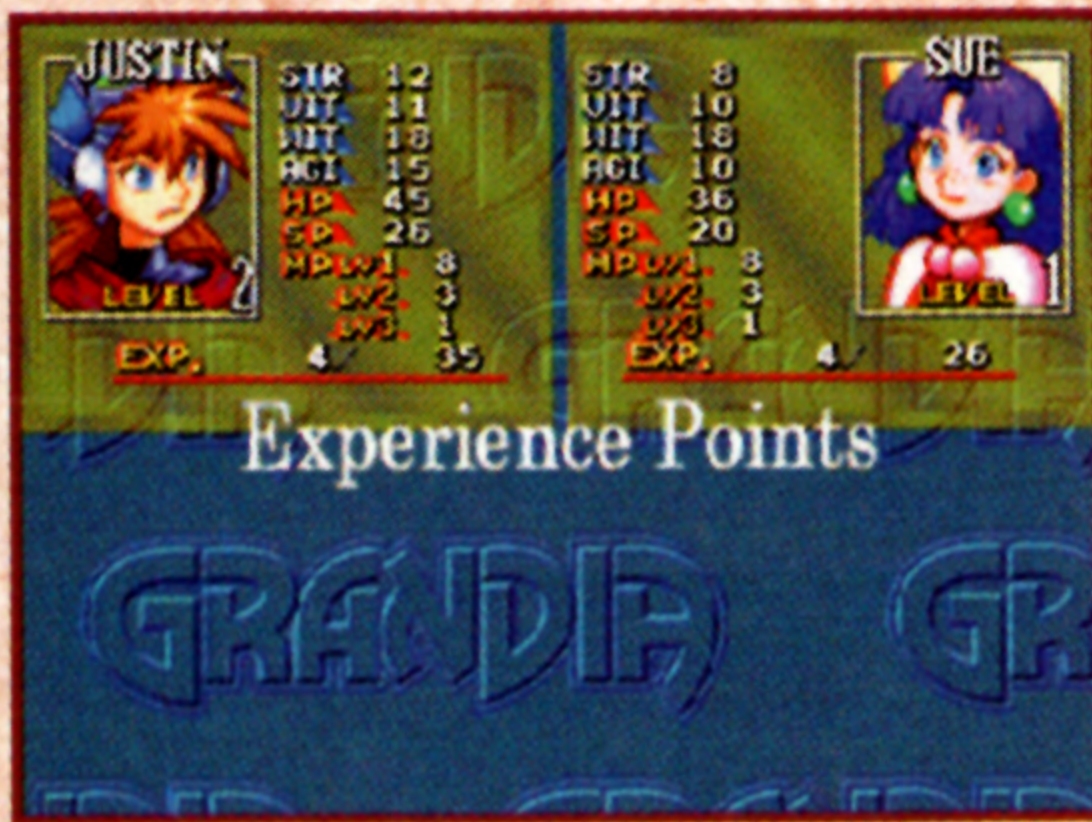 JUSTIN
STR 12
VIT 11
WIT 18
AGI 15
HP 45
SP 26
MP LV1. 8
LV2. 3
LV3. 1
LEVEL 2
EXP. 4/ 35
SUE
STR 8
VIT 10
WIT 18
AGI 10
HP 36
SP 20
MP LV1. 8
LV2. 3
LV3. 1
LEVEL 1
EXP. 4/ 26
Experience Points
GRANDIA
GR